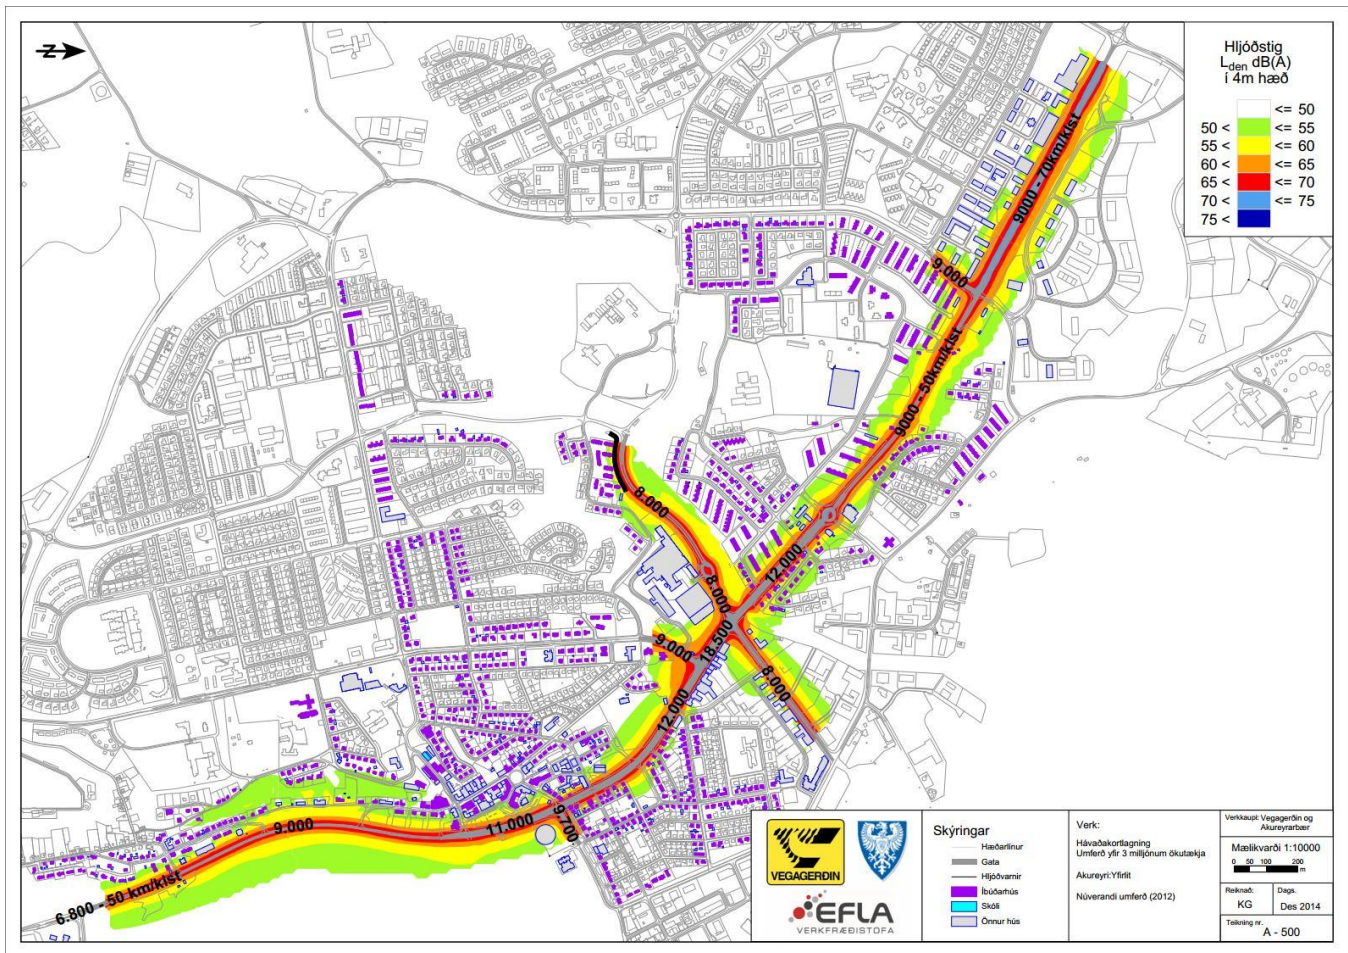 N
Hljóðstig
Lden dB(A)
í 4m hæð
<= 50
50 < <= 55
55 < <= 60
60 < <= 65
65 < <= 70
70 < <= 75
75 <
9000 - 70km/klst
9.000
9000 - 50km/klst
8.000
8.000
12.000
18.500
9.000
8.000
12.000
9.000
11.000
9.700
6.800 - 50 km/klst
VEGAGERÐIN
EFLA
VERKFRÆÐISTOFA
Skýringar
Hæðarlínur
Gata
Hljóðvarnir
Íbúðarhús
Skóli
Önnur hús
Verk:
Hávaðakortlagning
Umferð yfir 3 milljónum ökutækja
Akureyri:Yfirlit
Núverandi umferð (2012)
Verkkaupi: Vegagerðin og
Akureyrarbær
Mælikvarði 1:10000
0 50 100 200
m
Reiknað:
KG
Dags.
Des 2014
Teikning nr.
A - 500